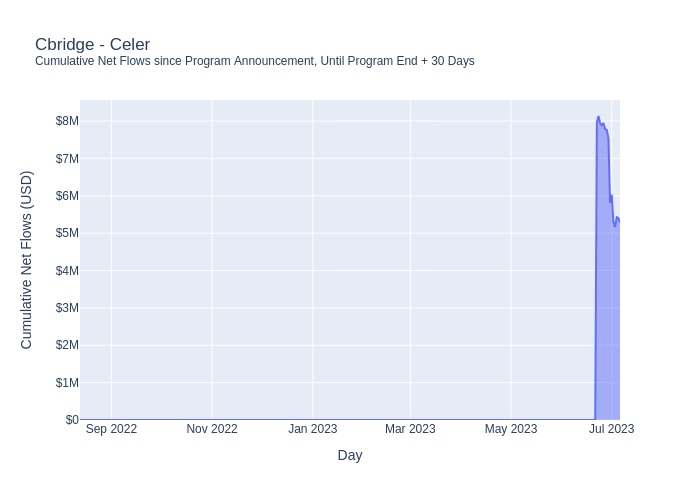 Cbridge - Celer
Cumulative Net Flows since Program Announcement, Until Program End + 30 Days
Cumulative Net Flows (USD)
$8M
$7M
$6M
$5M
$4M
$3M
$2M
$1M
$0
Sep 2022
Nov 2022
Jan 2023
Mar 2023
May 2023
Jul 2023
Day